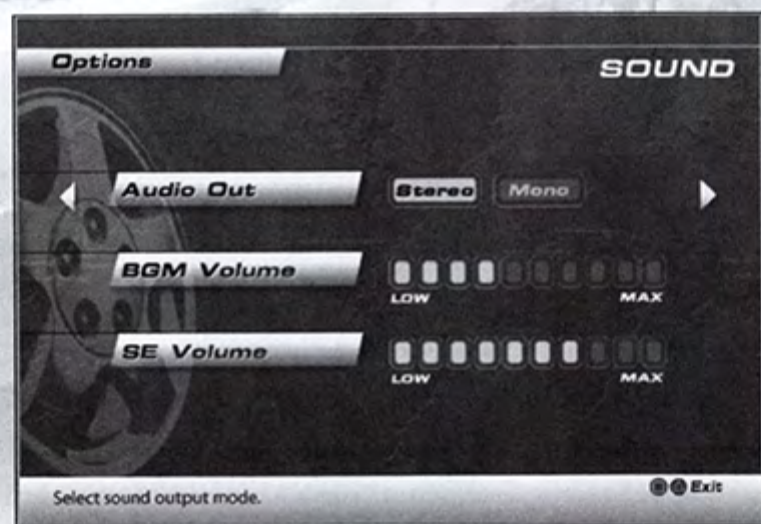 Options
SOUND
Audio Out Stereo Mono
BGM Volume
LOW MAX
SE Volume
LOW MAX
Select sound output mode. Exit